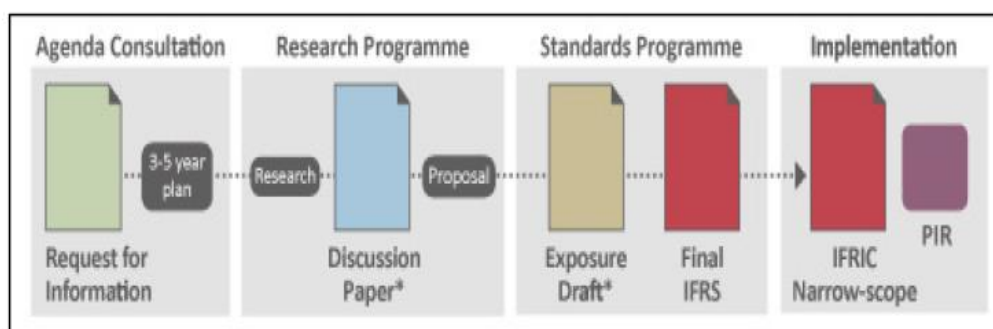 Agenda Consultation
Research Programme
Standards Programme
Implementation
3-5 year
plan
Research
Proposal
Request for
Information
Discussion
Paper*
Exposure
Draft*
Final
IFRS
IFRIC
Narrow-scope
PIR